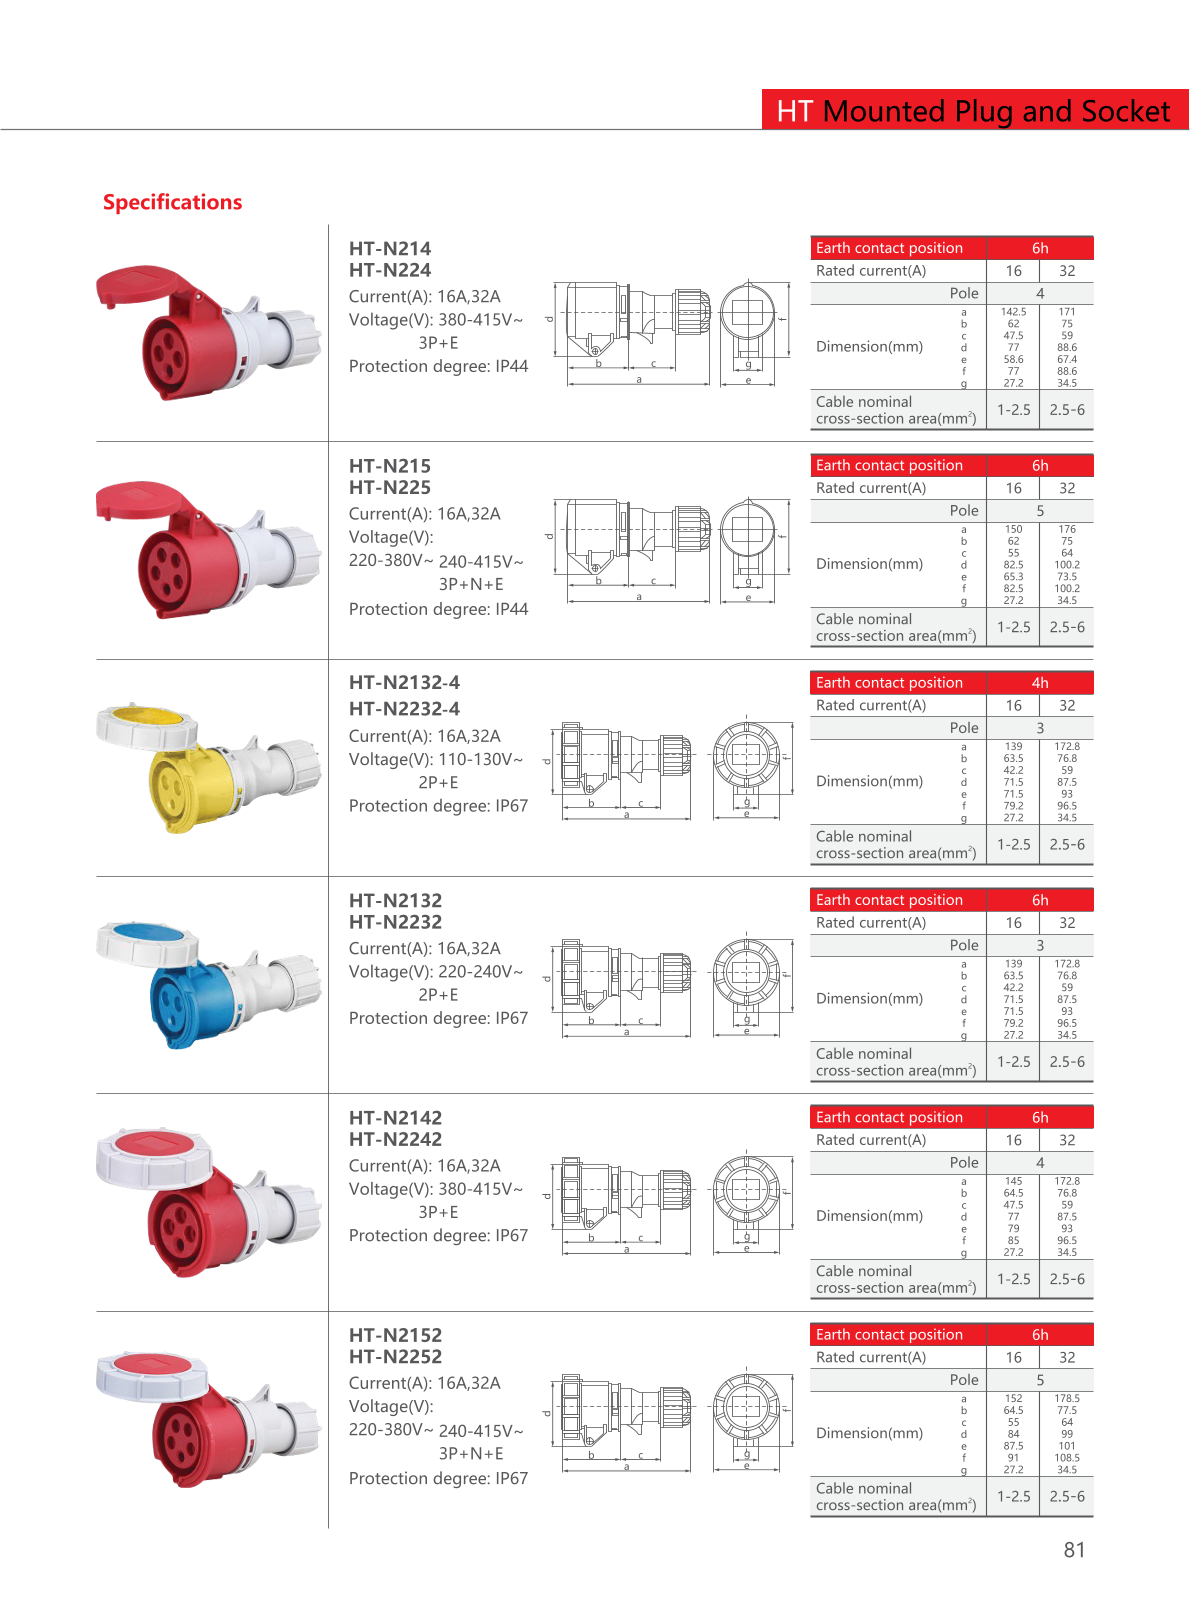 HT Mounted Plug and Socket
Specifications
HT-N214
HT-N224
Current(A): 16A,32A
Voltage(V): 380-415V~
3P+E
Protection degree: IP44
d
b
c
a
f
g
e
Earth contact position 6h
Rated current(A) 16 32
Pole 4
Dimension(mm)
a 142.5 171
b 62 75
c 47.5 59
d 77 88.6
e 58.6 67.4
f 77 88.6
g 27.2 34.5
Cable nominal
cross-section area(mm²) 1-2.5 2.5-6
HT-N215
HT-N225
Current(A): 16A,32A
Voltage(V):
220-380V~ 240-415V~
3P+N+E
Protection degree: IP44
d
b
c
a
f
g
e
Earth contact position 6h
Rated current(A) 16 32
Pole 5
Dimension(mm)
a 150 176
b 62 75
c 55 64
d 82.5 100.2
e 65.3 73.5
f 82.5 100.2
g 27.2 34.5
Cable nominal
cross-section area(mm²) 1-2.5 2.5-6
HT-N2132-4
HT-N2232-4
Current(A): 16A,32A
Voltage(V): 110-130V~
2P+E
Protection degree: IP67
d
b
c
a
f
g
e
Earth contact position 4h
Rated current(A) 16 32
Pole 3
Dimension(mm)
a 139 172.8
b 63.5 76.8
c 42.2 59
d 71.5 87.5
e 71.5 93
f 79.2 96.5
g 27.2 34.5
Cable nominal
cross-section area(mm²) 1-2.5 2.5-6
HT-N2132
HT-N2232
Current(A): 16A,32A
Voltage(V): 220-240V~
2P+E
Protection degree: IP67
d
b
c
a
f
g
e
Earth contact position 6h
Rated current(A) 16 32
Pole 3
Dimension(mm)
a 139 172.8
b 63.5 76.8
c 42.2 59
d 71.5 87.5
e 71.5 93
f 79.2 96.5
g 27.2 34.5
Cable nominal
cross-section area(mm²) 1-2.5 2.5-6
HT-N2142
HT-N2242
Current(A): 16A,32A
Voltage(V): 380-415V~
3P+E
Protection degree: IP67
d
b
c
a
f
g
e
Earth contact position 6h
Rated current(A) 16 32
Pole 4
Dimension(mm)
a 145 172.8
b 64.5 76.8
c 47.5 59
d 77 87.5
e 79 93
f 85 96.5
g 27.2 34.5
Cable nominal
cross-section area(mm²) 1-2.5 2.5-6
HT-N2152
HT-N2252
Current(A): 16A,32A
Voltage(V):
220-380V~ 240-415V~
3P+N+E
Protection degree: IP67
d
b
c
a
f
g
e
Earth contact position 6h
Rated current(A) 16 32
Pole 5
Dimension(mm)
a 152 178.5
b 64.5 77.5
c 55 64
d 84 99
e 87.5 101
f 91 108.5
g 27.2 34.5
Cable nominal
cross-section area(mm²) 1-2.5 2.5-6
81